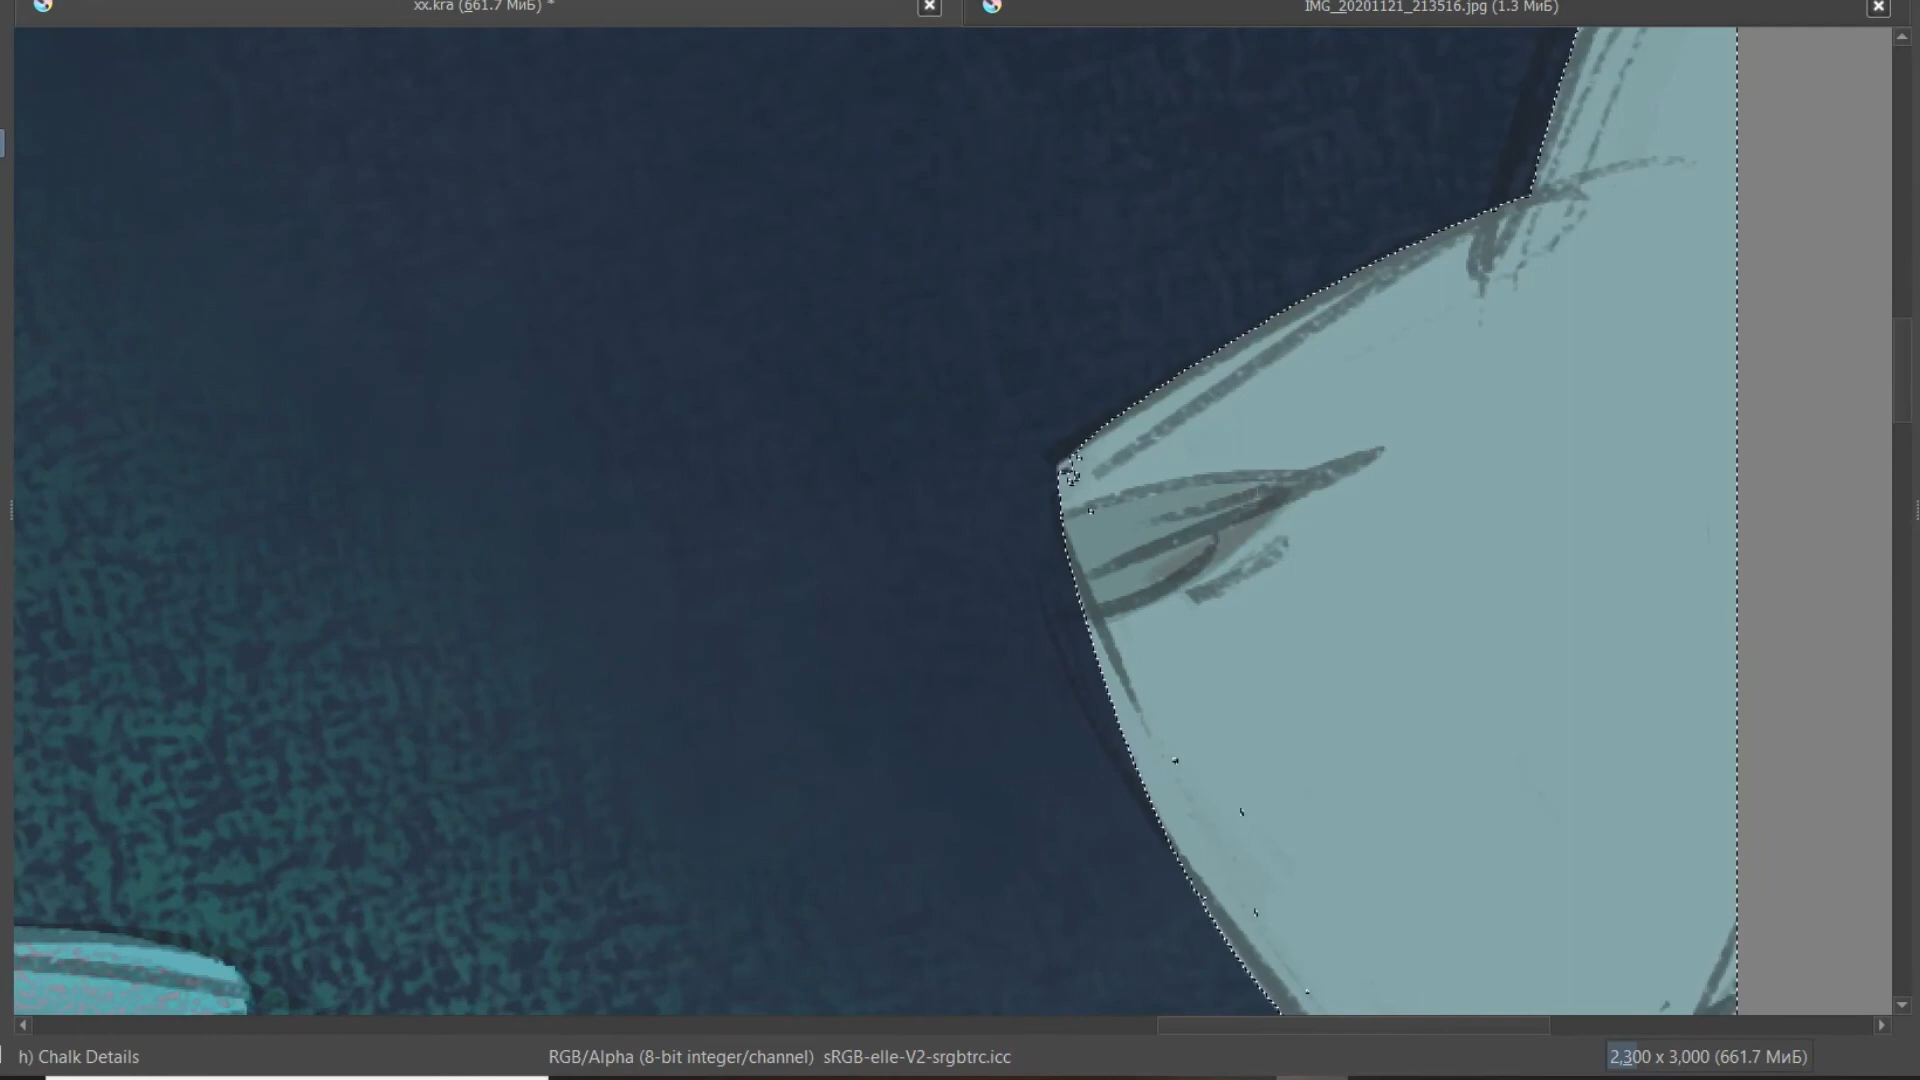 xx.kra (661.7 МиБ) *
IMG_20201121_213516.jpg (1.3 МиБ)
h) Chalk Details
RGB/Alpha (8-bit integer/channel) sRGB-elle-V2-srgbtrc.icc
2,300 x 3,000 (661.7 МиБ)